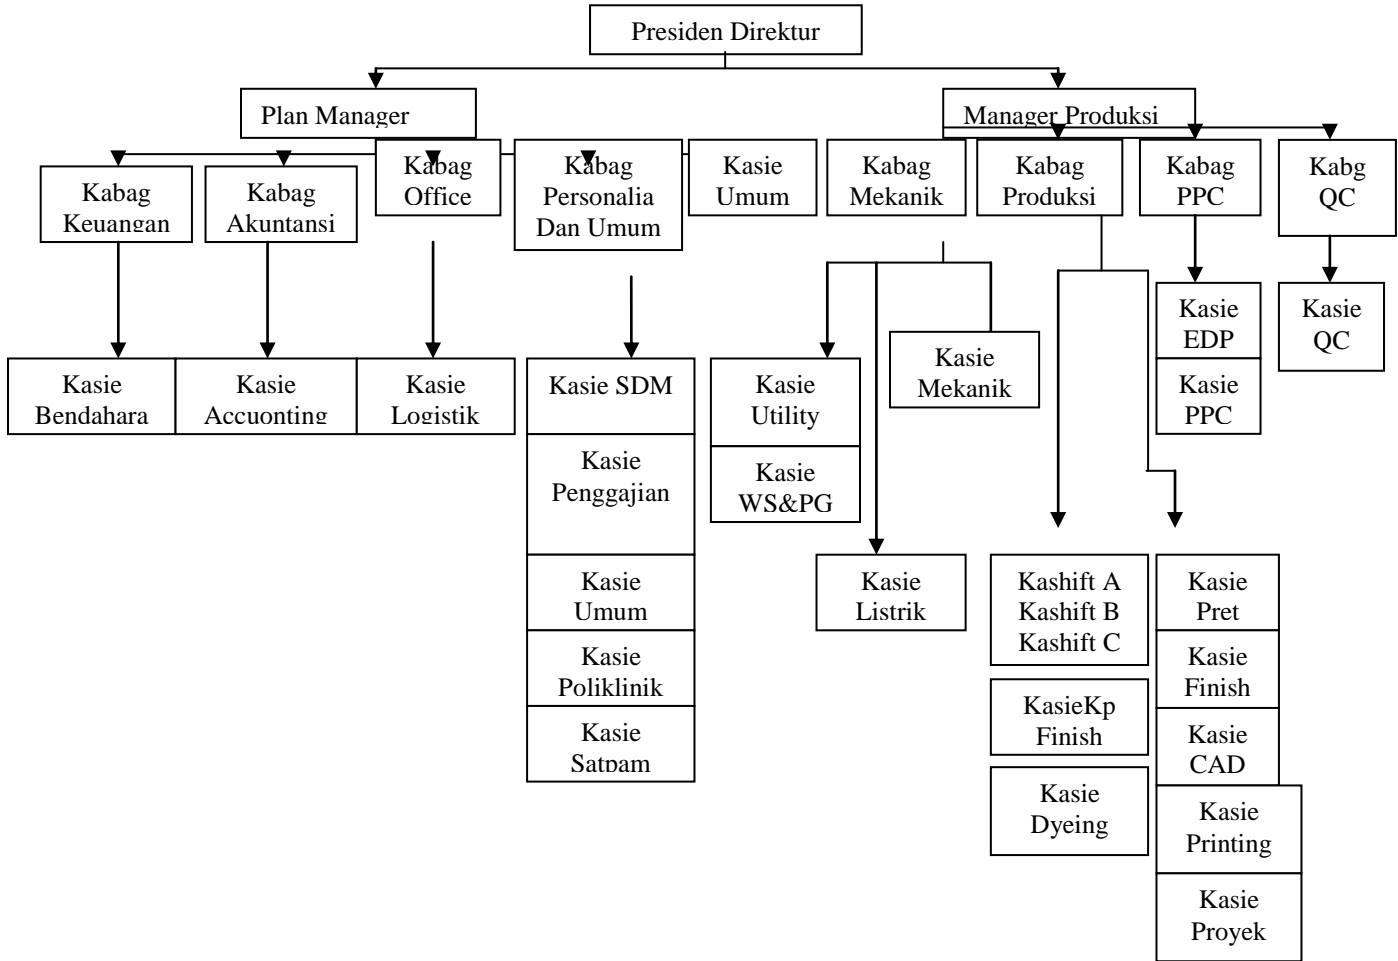 Presiden Direktur
Plan Manager
Manager Produksi
Kabag
Keuangan
Kabag
Akuntansi
Kabag
Office
Kabag
Personalia
Dan Umum
Kasie
Umum
Kabag
Mekanik
Kabag
Produksi
Kabag
PPC
Kabg
QC
Kasie
Bendahara
Kasie
Accuonting
Kasie
Logistik
Kasie SDM
Kasie
Penggajian
Kasie
Umum
Kasie
Poliklinik
Kasie
Satpam
Kasie
Utility
Kasie
WS&PG
Kasie
Listrik
Kasie
Mekanik
Kashift A
Kashift B
Kashift C
KasieKp
Finish
Kasie
Dyeing
Kasie
Pret
Kasie
Finish
Kasie
CAD
Kasie
Printing
Kasie
Proyek
Kasie
EDP
Kasie
PPC
Kasie
QC